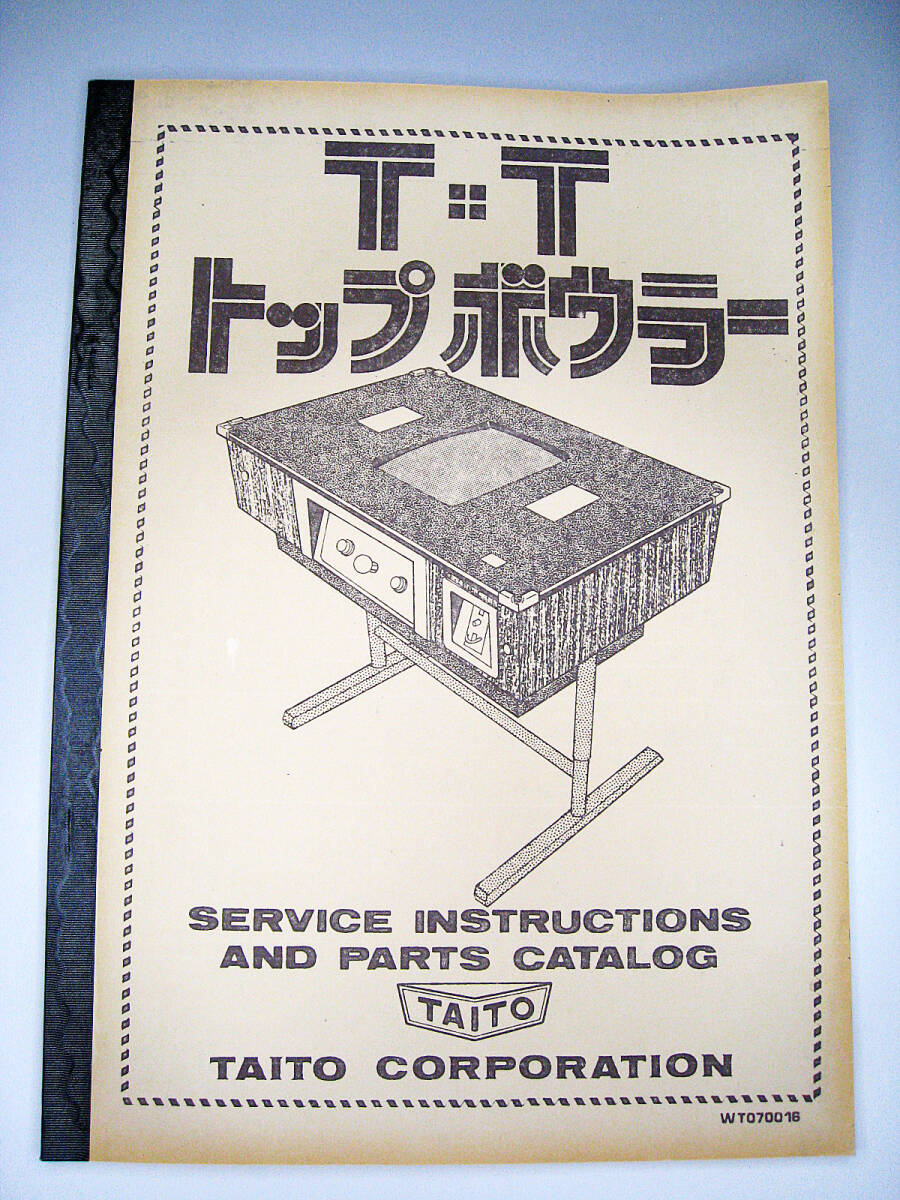 T·T
トップボウラー
SERVICE INSTRUCTIONS
AND PARTS CATALOG
TAITO
TAITO CORPORATION
WT070016